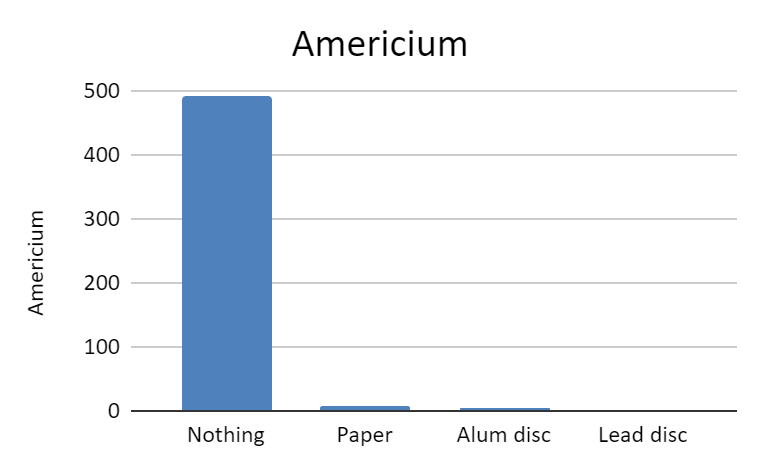 Americium
Americium
500
400
300
200
100
0
Nothing
Paper
Alum disc
Lead disc